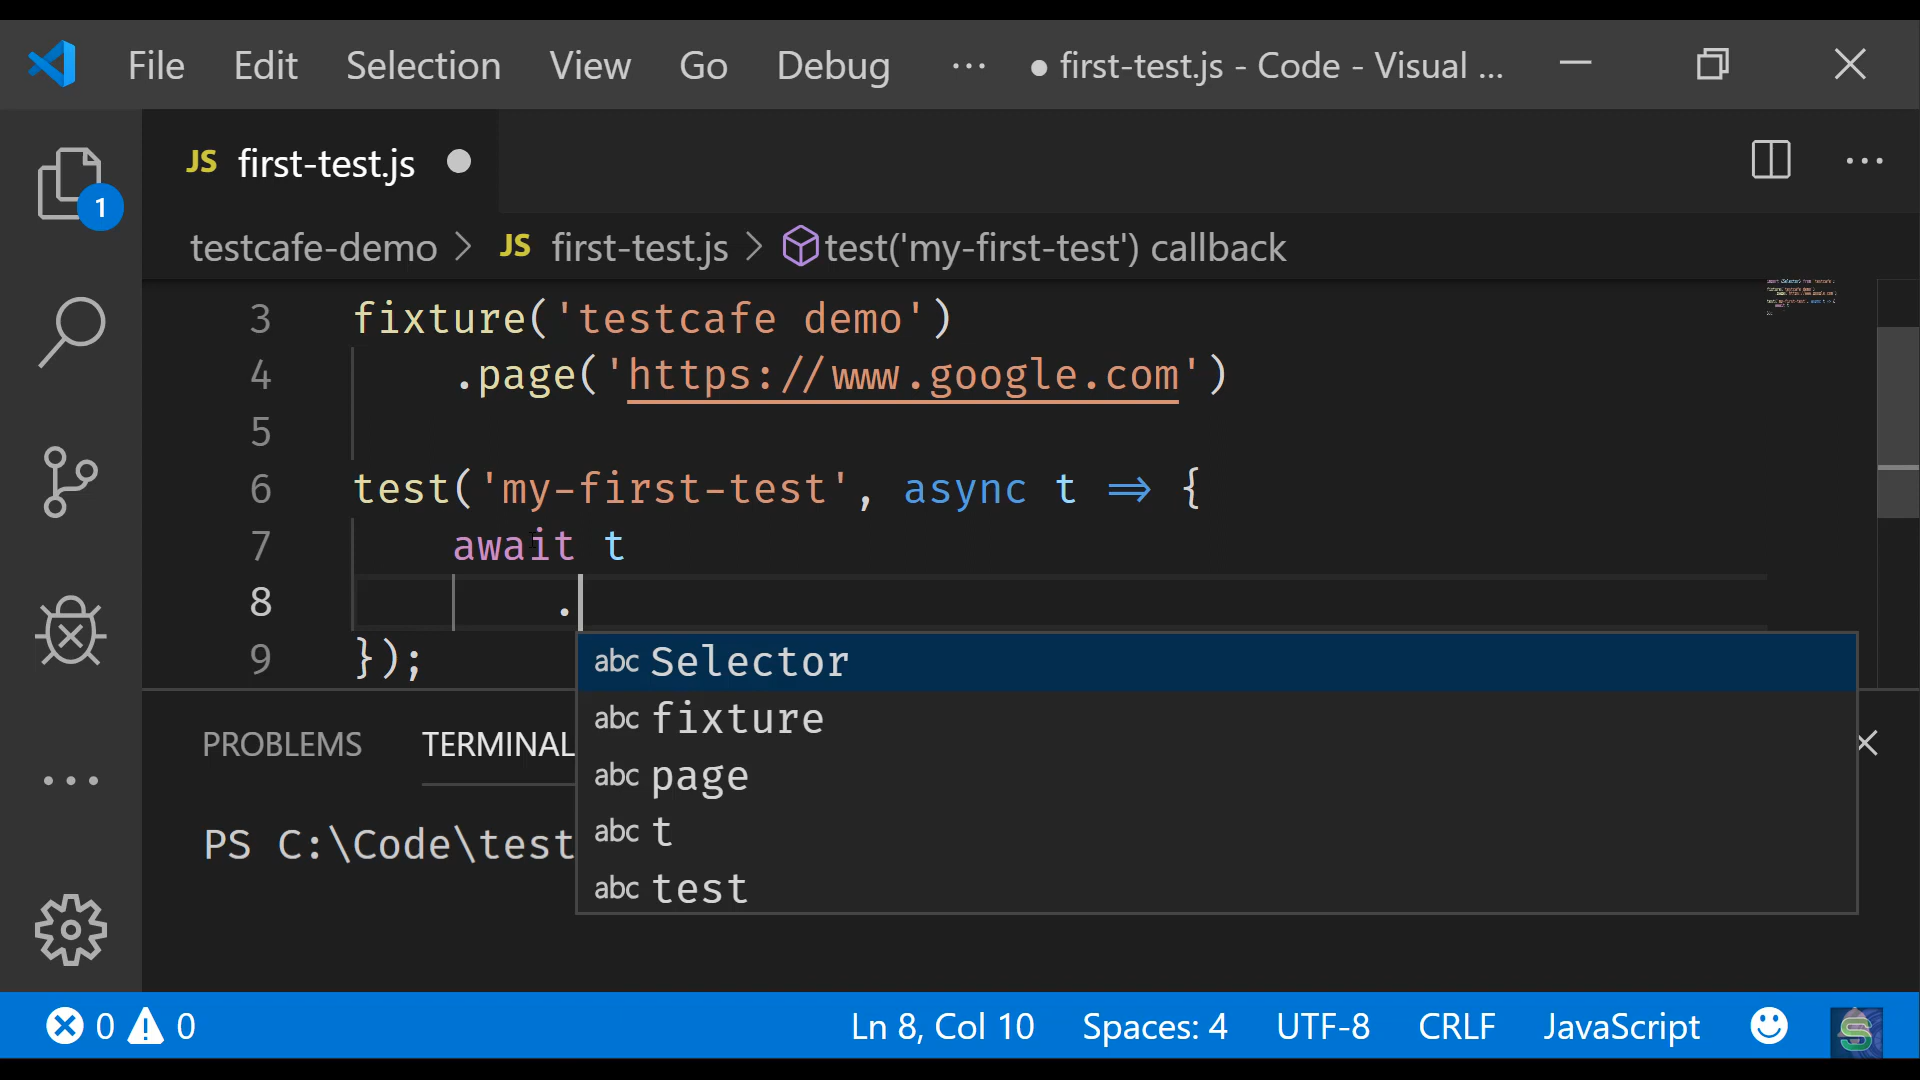 File Edit Selection View Go Debug ··· ● first-test.js - Code - Visual ...
JS first-test.js ● ···
1
testcafe-demo > JS first-test.js > test('my-first-test') callback
3 fixture('testcafe demo')
4 .page('https://www.google.com')
5
6 test('my-first-test', async t => {
7 await t
8 .
9 });
abc Selector
abc fixture
abc page
abc t
abc test
PROBLEMS TERMINAL
PS C:\Code\test
0 0 Ln 8, Col 10 Spaces: 4 UTF-8 CRLF JavaScript
S